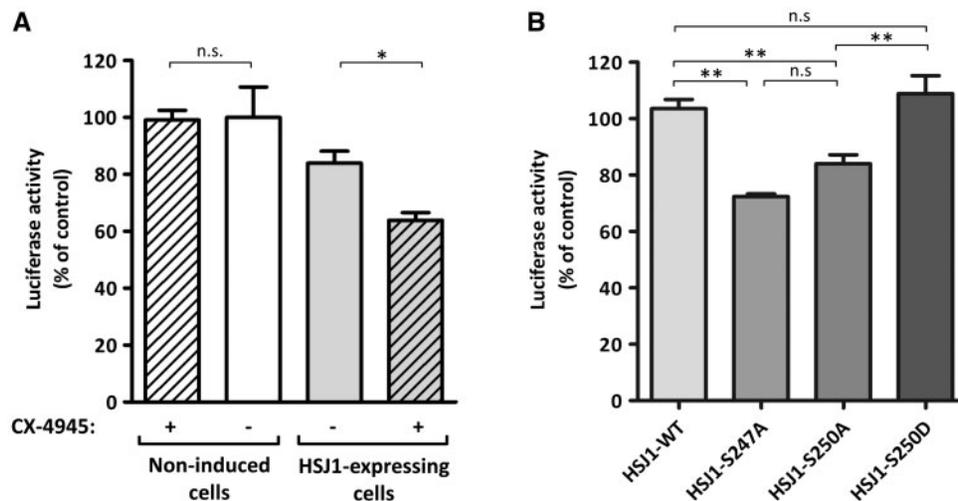 A
n.s.
*
120
100
80
60
40
20
0
Luciferase activity
(% of control)
CX-4945:
+
-
-
+
Non-induced
cells
HSJ1-expressing
cells
B
n.s
**
**
**
n.s
120
100
80
60
40
20
0
Luciferase activity
(% of control)
HSJ1-WT
HSJ1-S247A
HSJ1-S250A
HSJ1-S250D